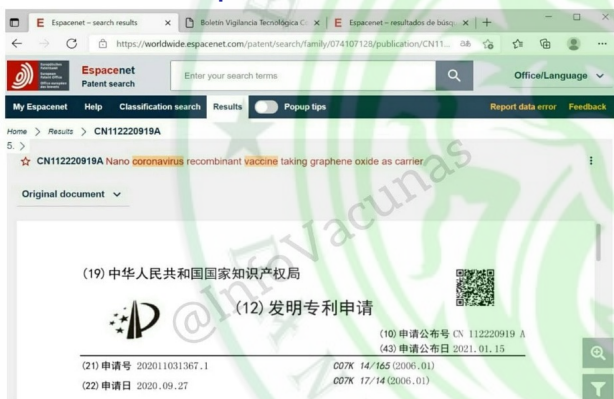 Espacenet – search results
Boletín Vigilancia Tecnológica Co
Espacenet – resultados de búsqu
https://worldwide.espacenet.com/patent/search/family/074107128/publication/CN11...
Espacenet
Patent search
Enter your search terms
Office/Language
My Espacenet Help Classification search Results Popup tips Report data error Feedback
Home > Results > CN112220919A
5. >
CN112220919A Nano coronavirus recombinant vaccine taking graphene oxide as carrier
Original document
@InfoVacunas
(19) 中华人民共和国国家知识产权局
(12) 发明专利申请
(10) 申请公布号 CN 112220919 A
(43) 申请公布日 2021.01.15
(21) 申请号 202011031367.1
(22) 申请日 2020.09.27
C07K 14/165 (2006.01)
C07K 17/14 (2006.01)